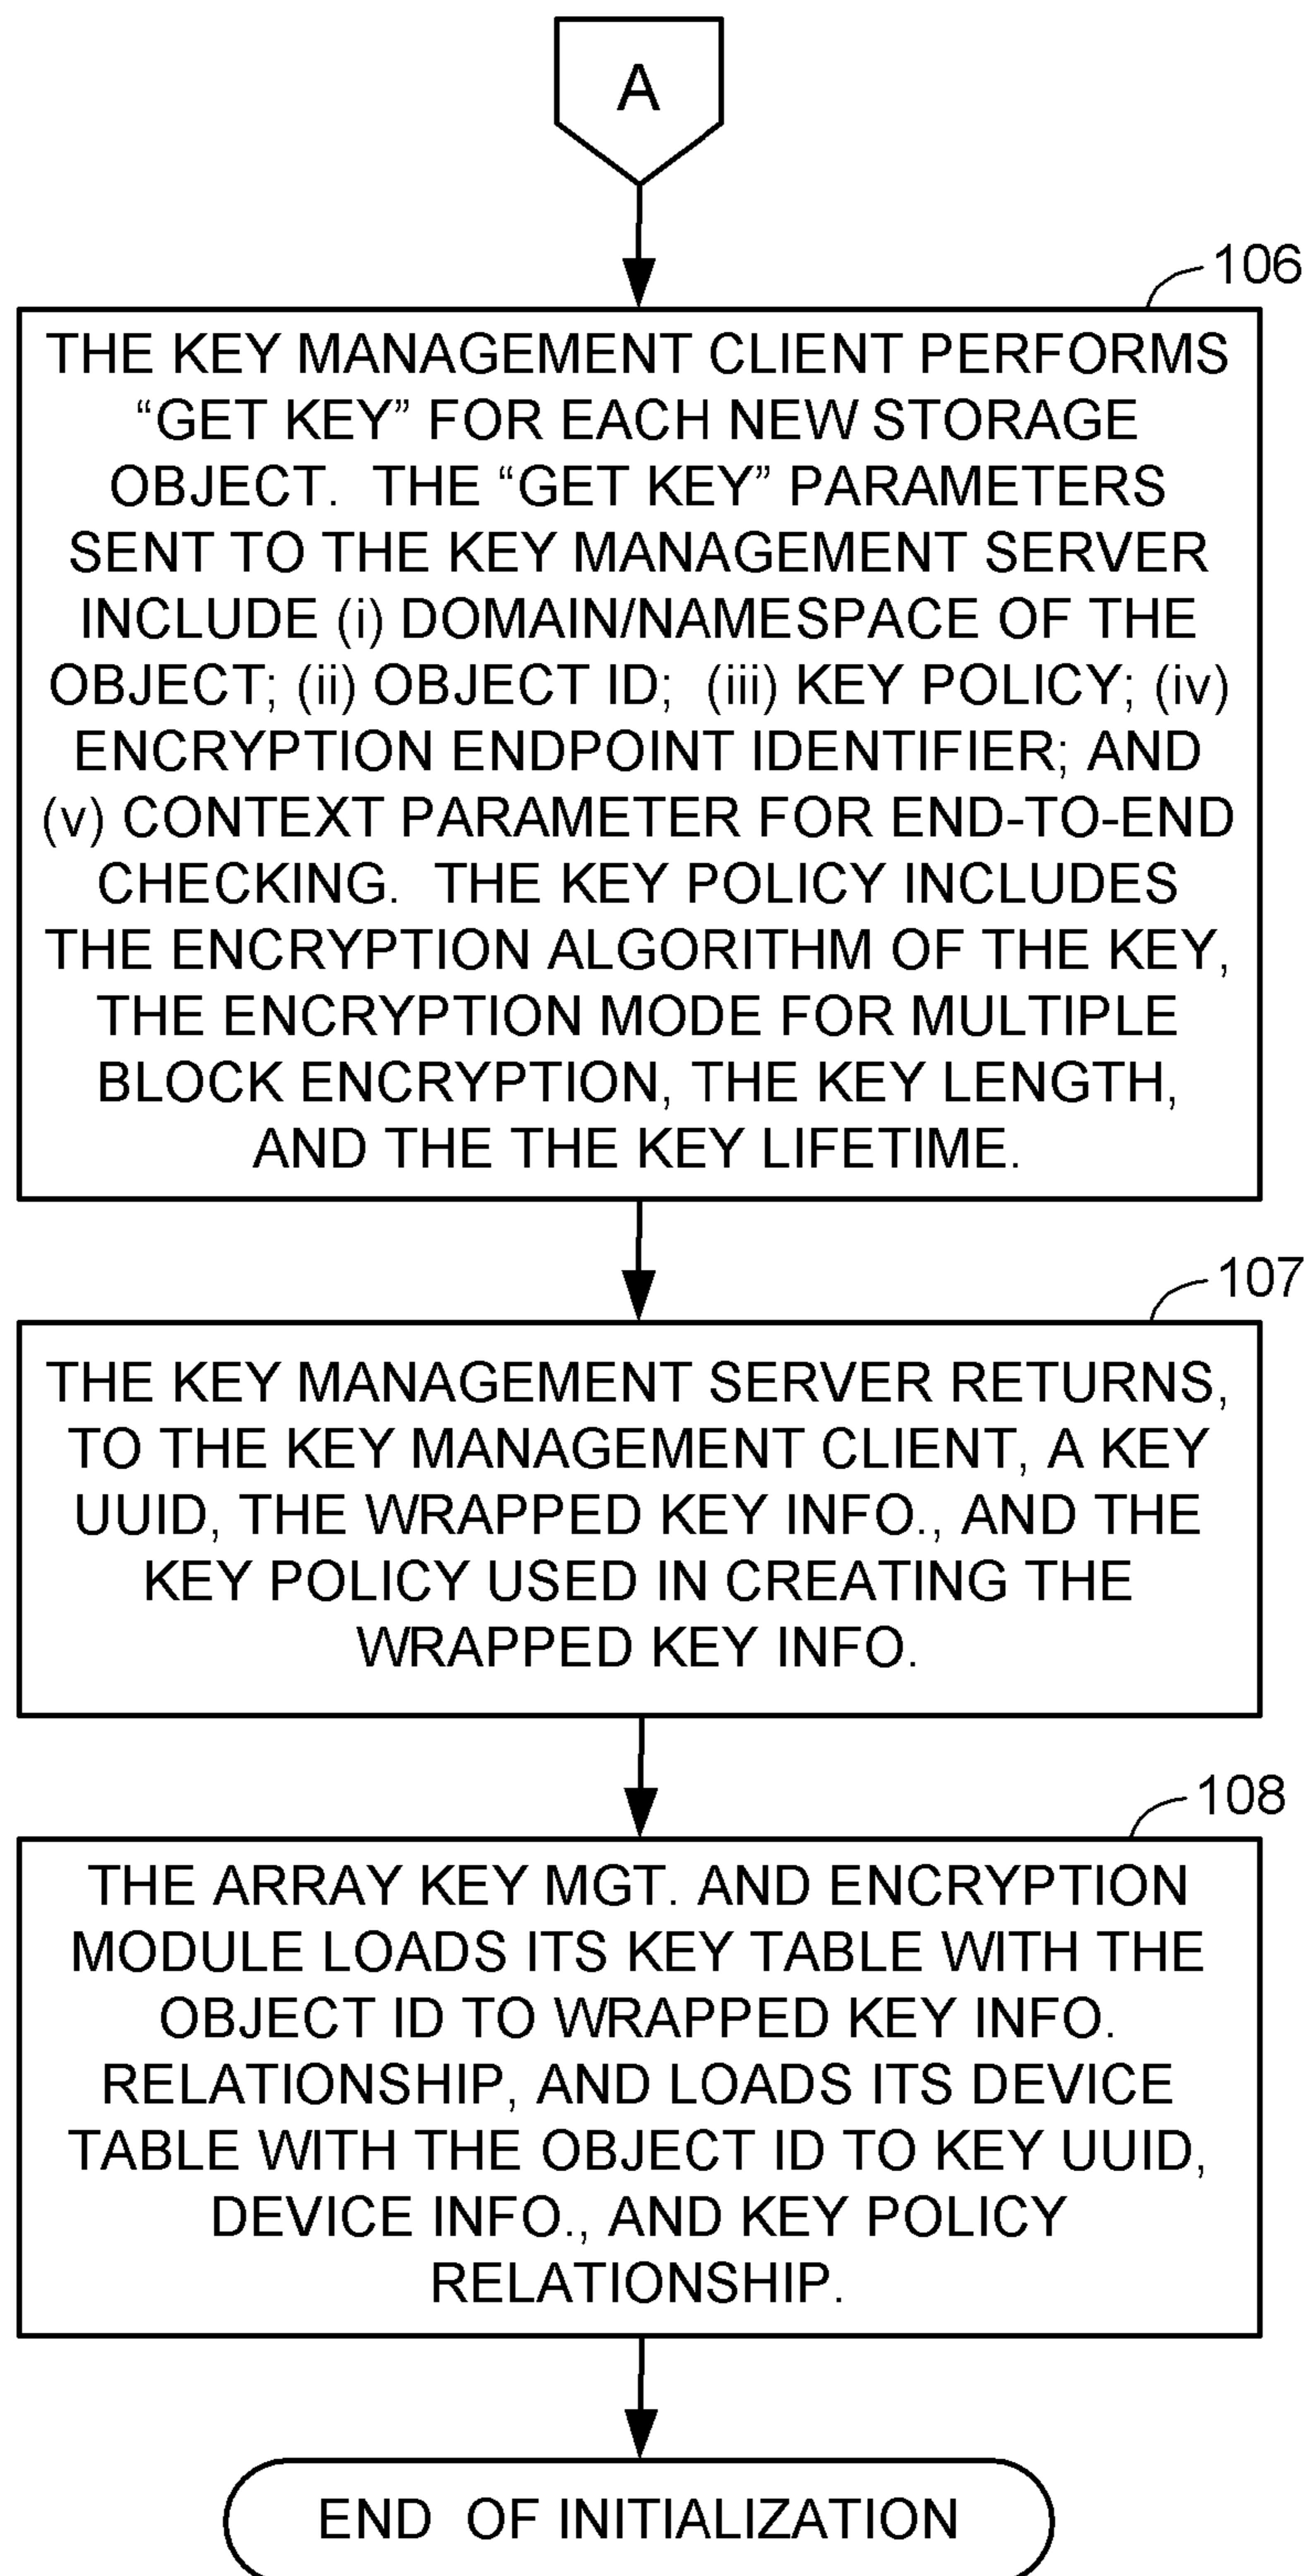 A
106
THE KEY MANAGEMENT CLIENT PERFORMS
“GET KEY” FOR EACH NEW STORAGE
OBJECT.  THE “GET KEY” PARAMETERS
SENT TO THE KEY MANAGEMENT SERVER
INCLUDE (i) DOMAIN/NAMESPACE OF THE
OBJECT; (ii) OBJECT ID;  (iii) KEY POLICY; (iv)
ENCRYPTION ENDPOINT IDENTIFIER; AND
(v) CONTEXT PARAMETER FOR END-TO-END
CHECKING.  THE KEY POLICY INCLUDES
THE ENCRYPTION ALGORITHM OF THE KEY,
THE ENCRYPTION MODE FOR MULTIPLE
BLOCK ENCRYPTION, THE KEY LENGTH,
AND THE THE KEY LIFETIME.
107
THE KEY MANAGEMENT SERVER RETURNS,
TO THE KEY MANAGEMENT CLIENT, A KEY
UUID, THE WRAPPED KEY INFO., AND THE
KEY POLICY USED IN CREATING THE
WRAPPED KEY INFO.
108
THE ARRAY KEY MGT. AND ENCRYPTION
MODULE LOADS ITS KEY TABLE WITH THE
OBJECT ID TO WRAPPED KEY INFO.
RELATIONSHIP, AND LOADS ITS DEVICE
TABLE WITH THE OBJECT ID TO KEY UUID,
DEVICE INFO., AND KEY POLICY
RELATIONSHIP.
END  OF INITIALIZATION